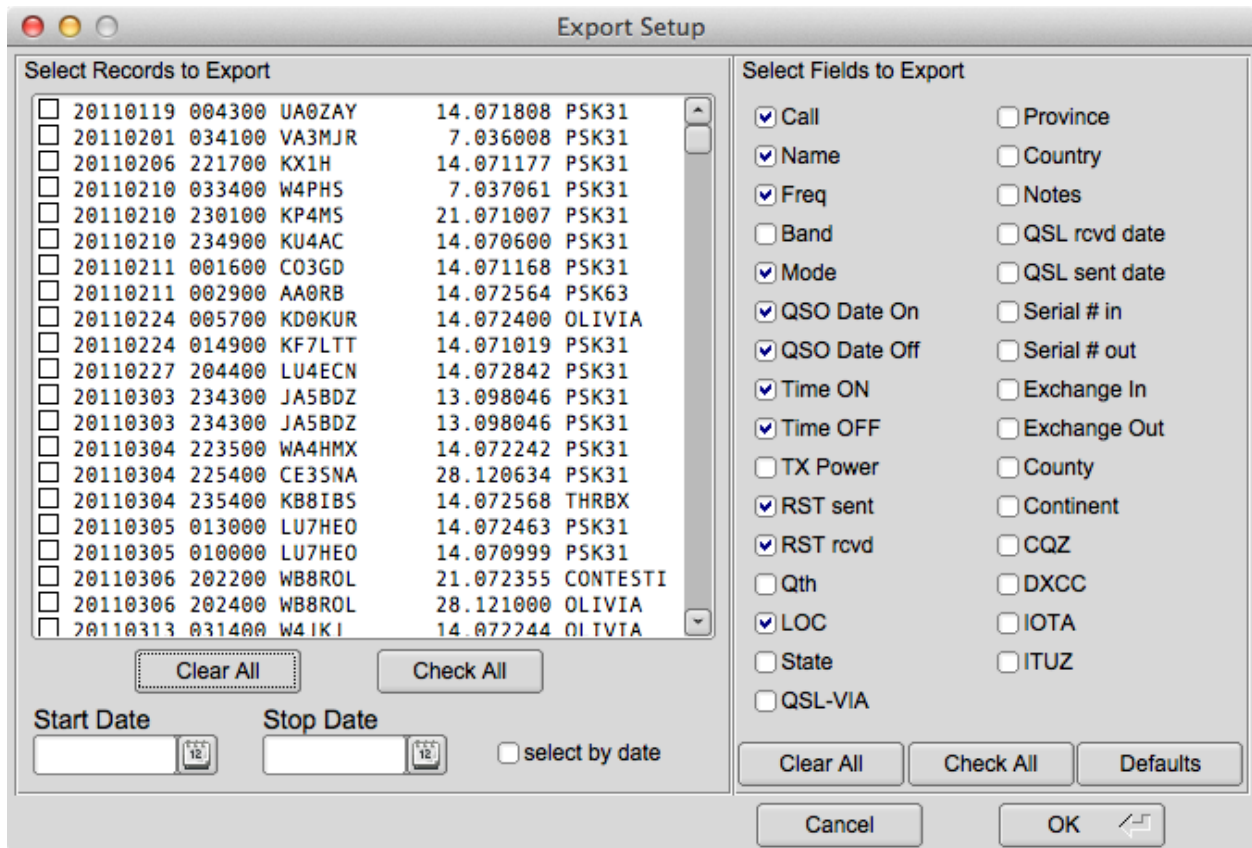 Export Setup
Select Records to Export
20110119 004300 UA0ZAY 14.071808 PSK31
20110201 034100 VA3MJR 7.036008 PSK31
20110206 221700 KX1H 14.071177 PSK31
20110210 033400 W4PHS 7.037061 PSK31
20110210 230100 KP4MS 21.071007 PSK31
20110210 234900 KU4AC 14.070600 PSK31
20110211 001600 CO3GD 14.071168 PSK31
20110211 002900 AA0RB 14.072564 PSK63
20110224 005700 KD0KUR 14.072400 OLIVIA
20110224 014900 KF7LTT 14.071019 PSK31
20110227 204400 LU4ECN 14.072842 PSK31
20110303 234300 JA5BDZ 13.098046 PSK31
20110303 234300 JA5BDZ 13.098046 PSK31
20110304 223500 WA4HMX 14.072242 PSK31
20110304 225400 CE3SNA 28.120634 PSK31
20110304 235400 KB8IBS 14.072568 THRBX
20110305 013000 LU7HEO 14.072463 PSK31
20110305 010000 LU7HEO 14.070999 PSK31
20110306 202200 WB8ROL 21.072355 CONTESTI
20110306 202400 WB8ROL 28.121000 OLIVIA
20110313 031400 W4JKJ 14.072244 OLIVIA
Clear All
Check All
Start Date
Stop Date
12
12
select by date
Select Fields to Export
Call
Name
Freq
Band
Mode
QSO Date On
QSO Date Off
Time ON
Time OFF
TX Power
RST sent
RST rcvd
Qth
LOC
State
QSL-VIA
Province
Country
Notes
QSL rcvd date
QSL sent date
Serial # in
Serial # out
Exchange In
Exchange Out
County
Continent
CQZ
DXCC
IOTA
ITUZ
Clear All
Check All
Defaults
Cancel
OK